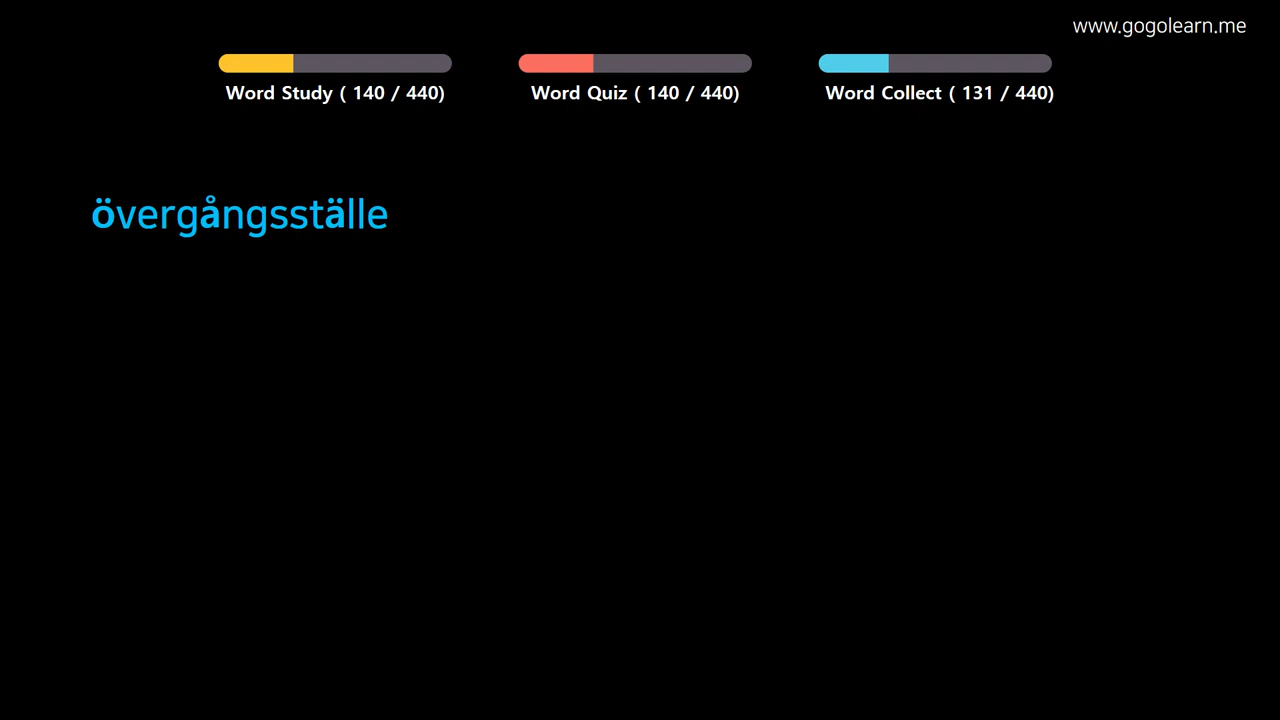 www.gogolearn.me
Word Study ( 140 / 440)
Word Quiz ( 140 / 440)
Word Collect ( 131 / 440)
övergångsställe